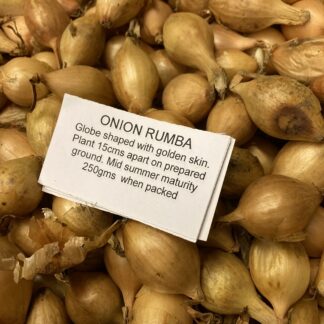 ONION RUMBA
Globe shaped with golden skin.
Plant 15cms apart on prepared
ground. Mid summer maturity
250gms when packed